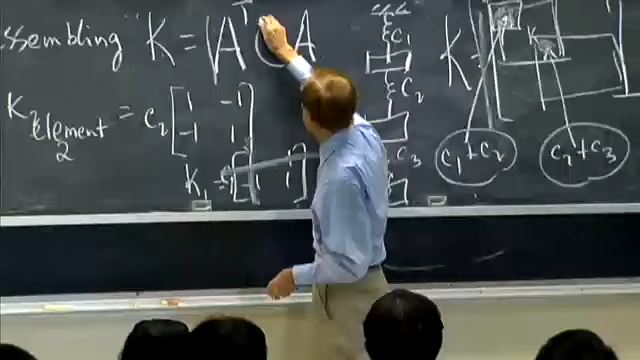 ssembling K = A^T C A
K Element 2 = c₂ [ 1 -1
-1 1 ]
K₁
c₁
c₂
c₃
K
c₁+c₂
c₂+c₃